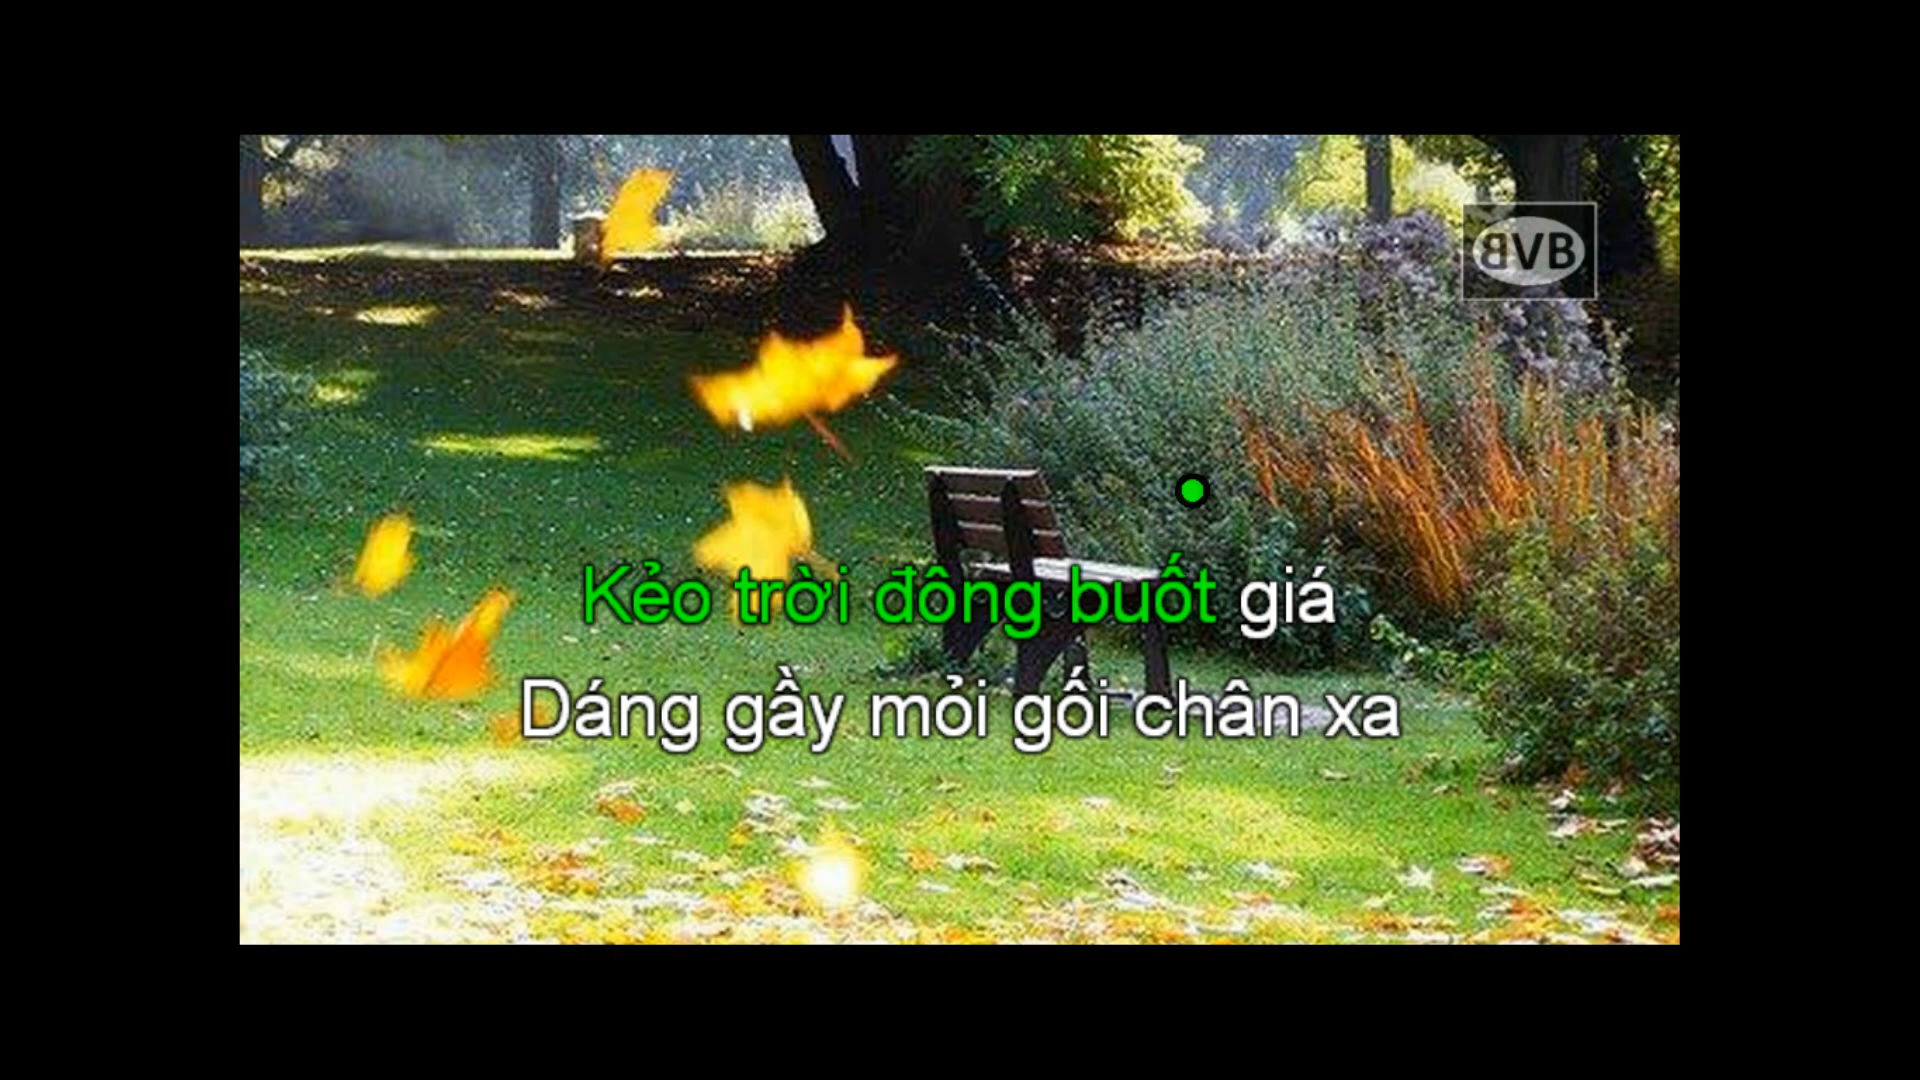 BVB
Kẻo trời đông buốt giá
Dáng gầy mỏi gối chân xa